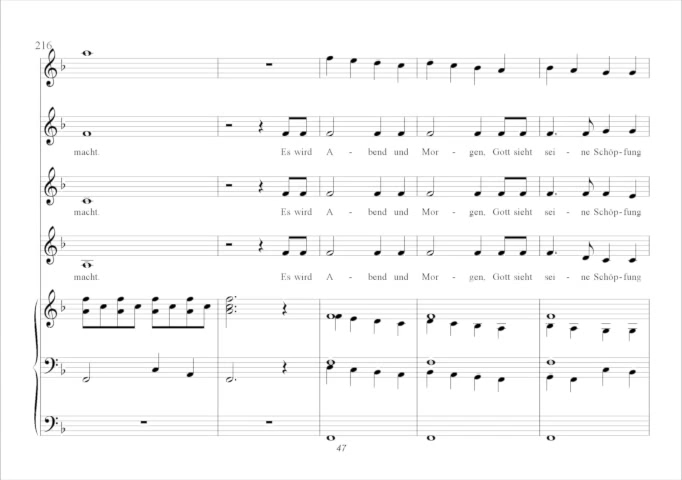 216
macht. Es wird A - bend und Mor - gen, Gott sieht sei - ne Schöp-fung
macht. Es wird A - bend und Mor - gen, Gott sieht sei - ne Schöp-fung
macht. Es wird A - bend und Mor - gen, Gott sieht sei - ne Schöp-fung
47